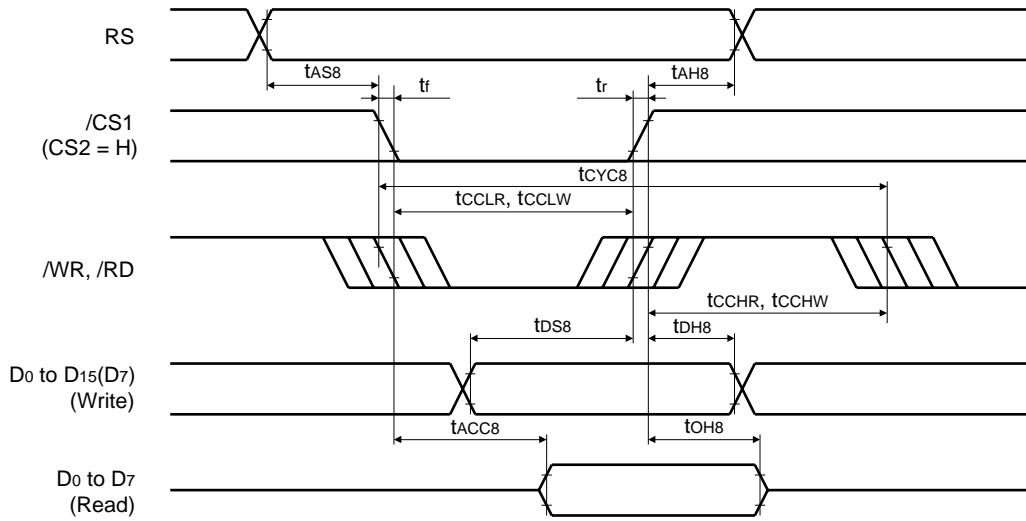 RS
tAS8
tf
tr
tAH8
/CS1
(CS2 = H)
tCYC8
tCCLR, tCCLW
/WR, /RD
tCCHR, tCCHW
tDS8
tDH8
D0 to D15(D7)
(Write)
tACC8
tOH8
D0 to D7
(Read)